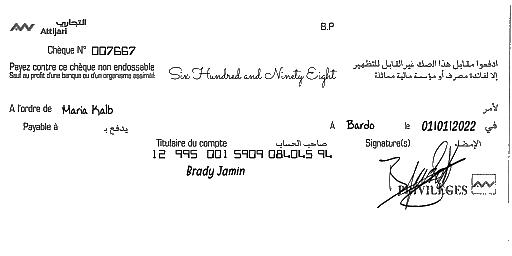 التجاري
Attijari
B.P
Chèque N° 007667
Payez contre ce chèque non endossable
Sauf au profit d'une banque ou d'un organisme assimilé
Six Hundred and Ninety Eight
ادفعوا مقابل هذا الصك غير القابل للتظهير
إلا لفائدة مصرف أو مؤسسة مالية مماثلة
A l'ordre de Maria Kalb لأمر
Payable à يدفع بـ
A Bardo le 01|01|2022 في
Titulaire du compte صاحب الحساب
Signature(s) الإمضاء
12 995 001 5909 084045 94
Brady Jamin
PRIVILEGES